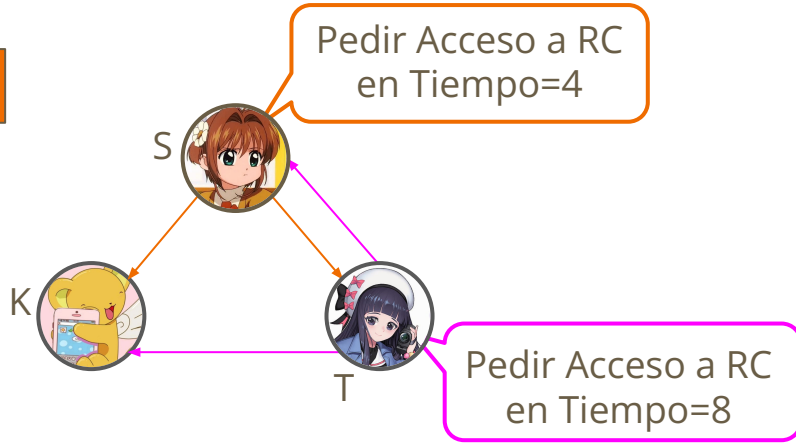 Pedir Acceso a RC
en Tiempo=4
S
K
T
Pedir Acceso a RC
en Tiempo=8